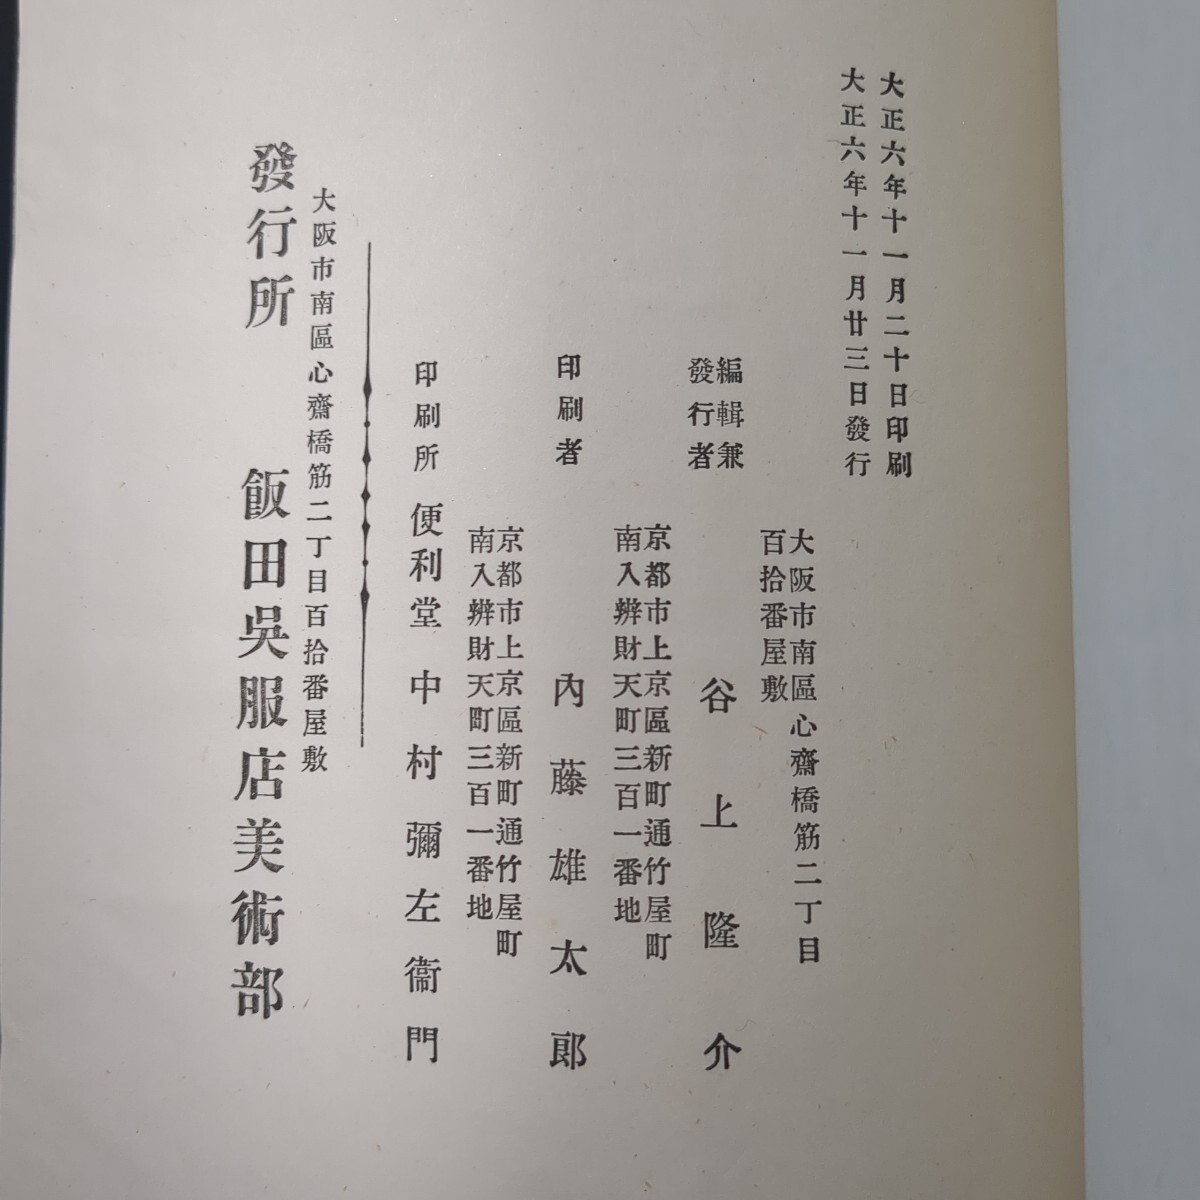 大正六年十一月二十日印刷
大正六年十一月廿三日發行
大阪市南區心齋橋筋二丁目
百拾番屋敷
編輯兼
發行者
谷上隆介
京都市上京區新町通竹屋町
南入辨財天町三百一番地
印刷者
內藤雄太郎
京都市上京區新町通竹屋町
南入辨財天町三百一番地
印刷所 便利堂 中村彌左衞門
大阪市南區心齋橋筋二丁目百拾番屋敷
發行所 飯田吳服店美術部